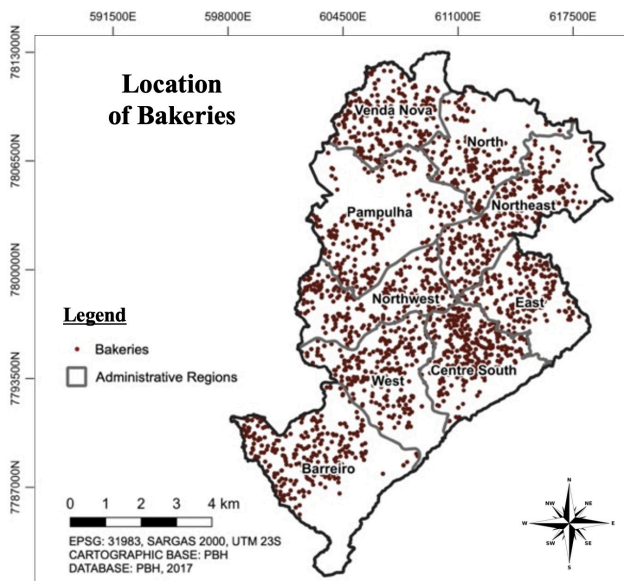 591500E 598000E 604500E 611000E 617500E
7813000N
Location
of Bakeries
Venda Nova
North
7806500N
Northeast
Pampulha
7800000N
Northwest
East
Legend
Bakeries
Administrative Regions
7793500N
West
Centre South
Barreiro
7787000N
0 1 2 3 4 km
EPSG: 31983, SARGAS 2000, UTM 23S
CARTOGRAPHIC BASE: PBH
DATABASE: PBH, 2017
N
NW NE
W E
SW SE
S